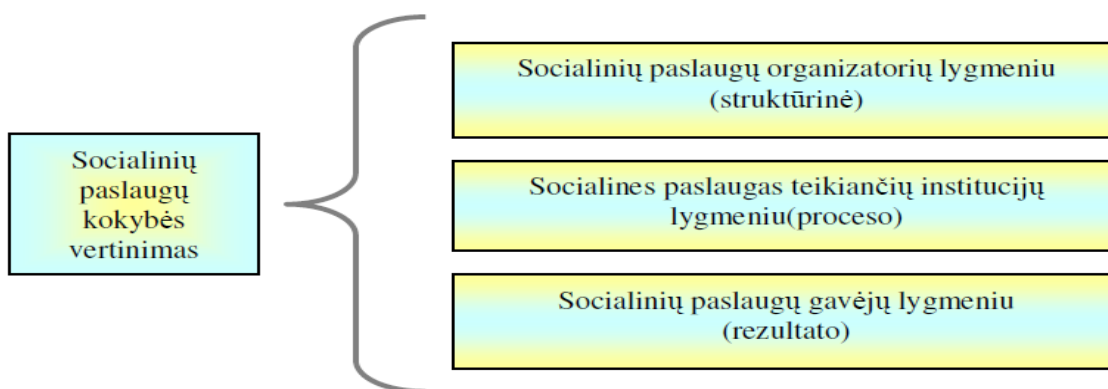 Socialinių
paslaugų
kokybės
vertinimas
Socialinių paslaugų organizatorių lygmeniu
(struktūrinė)
Socialines paslaugas teikiančių institucijų
lygmeniu(proceso)
Socialinių paslaugų gavėjų lygmeniu
(rezultato)